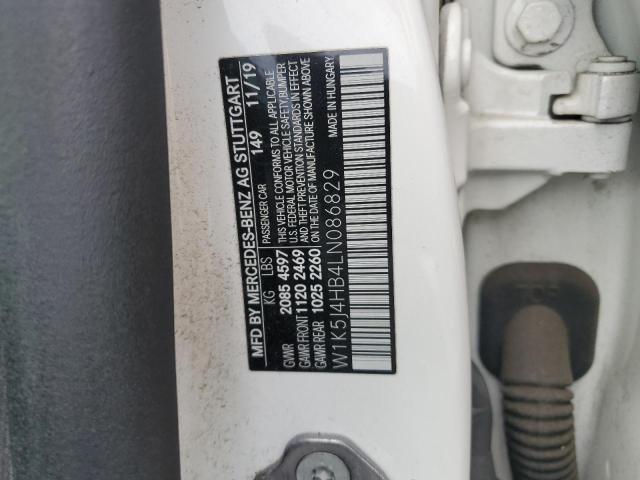 MFD BY MERCEDES-BENZ AG STUTTGART
PASSENGER CAR 149 11/19
KG LBS
GVWR 2085 4597
GAWR FRONT 1120 2469
GAWR REAR 1025 2260
THIS VEHICLE CONFORMS TO ALL APPLICABLE
U.S. FEDERAL MOTOR VEHICLE SAFETY, BUMPER
AND THEFT PREVENTION STANDARDS IN EFFECT
ON THE DATE OF MANUFACTURE SHOWN ABOVE
MADE IN HUNGARY
W1K5J4HB4LN086829
TOP